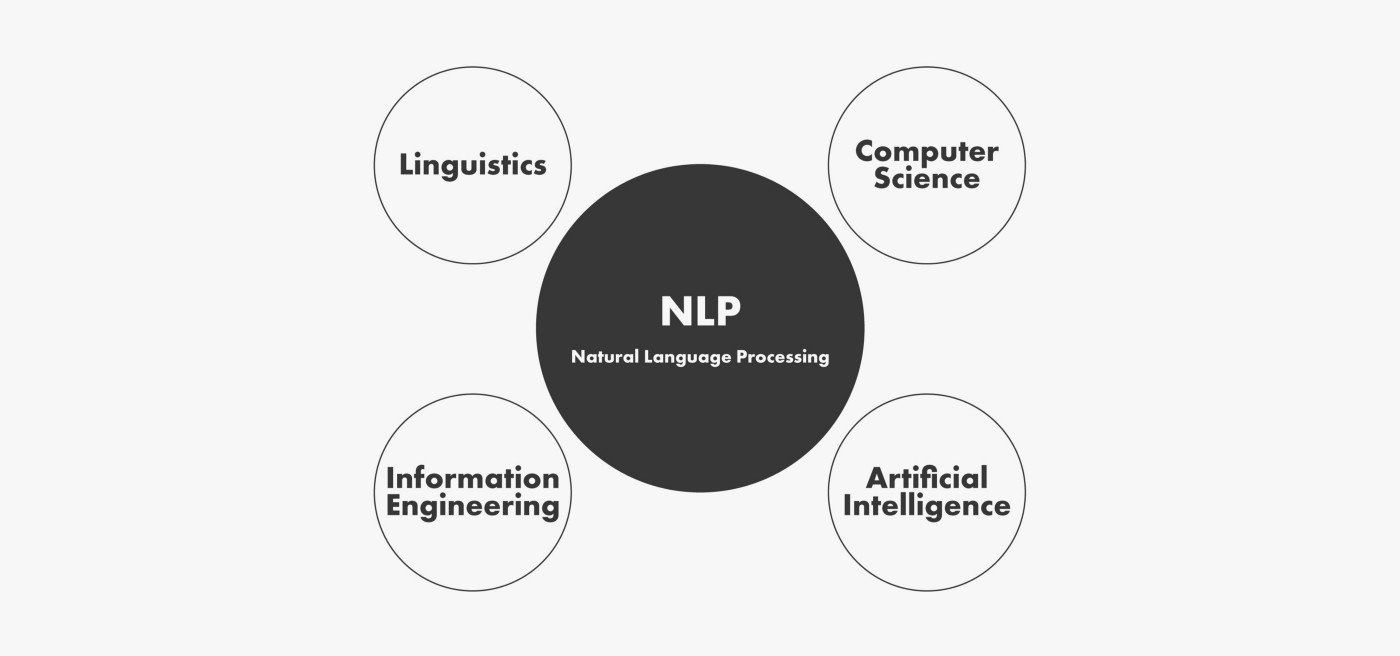 Linguistics
Computer
Science
NLP
Natural Language Processing
Information
Engineering
Artificial
Intelligence